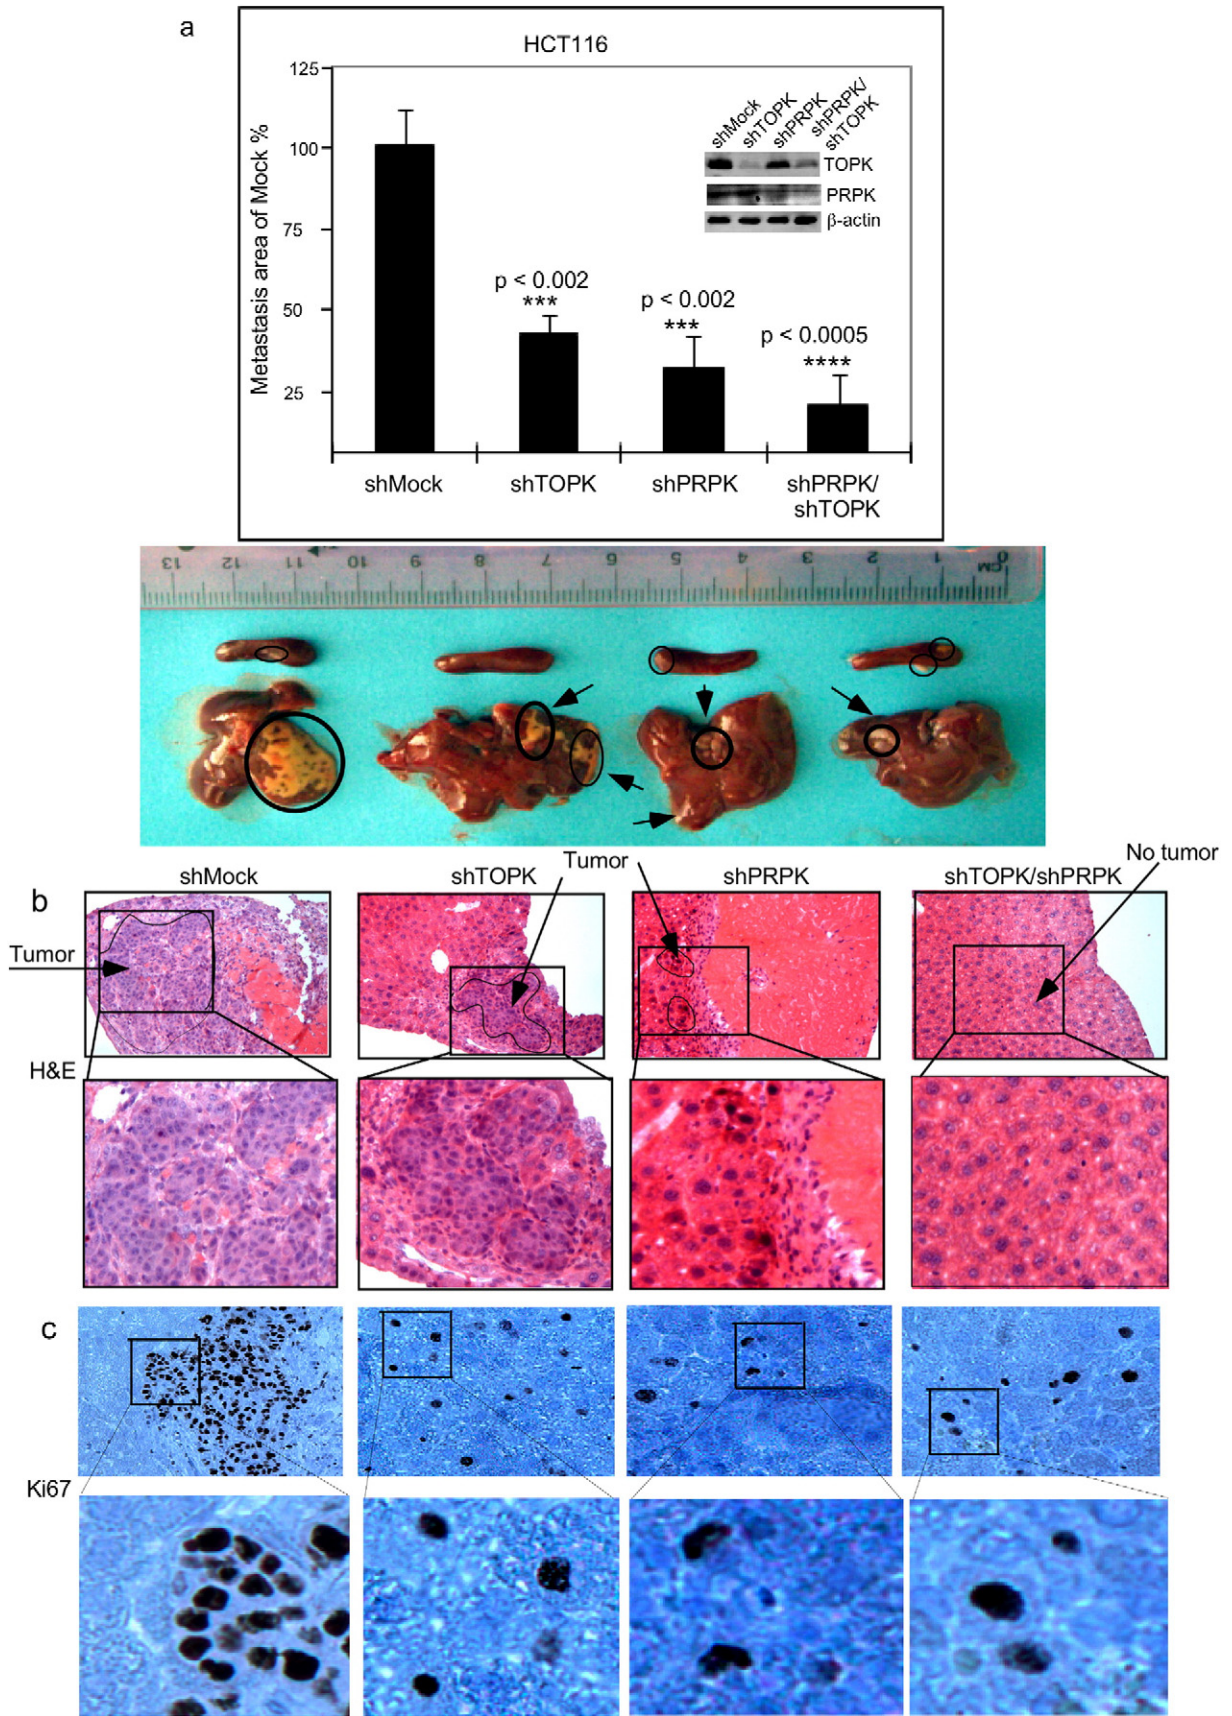 a
HCT116
Metastasis area of Mock %
125
100
75
50
25
shMock
shTOPK
shPRPK
shPRPK/
shTOPK
TOPK
PRPK
β-actin
p < 0.002
***
p < 0.002
***
p < 0.0005
****
shMock
shTOPK
shPRPK
shPRPK/
shTOPK
13 12 11 10 9 8 7 6 5 4 3 2 1 0
CM
b
shMock
shTOPK
Tumor
shPRPK
shTOPK/shPRPK
No tumor
Tumor
H&E
c
Ki67